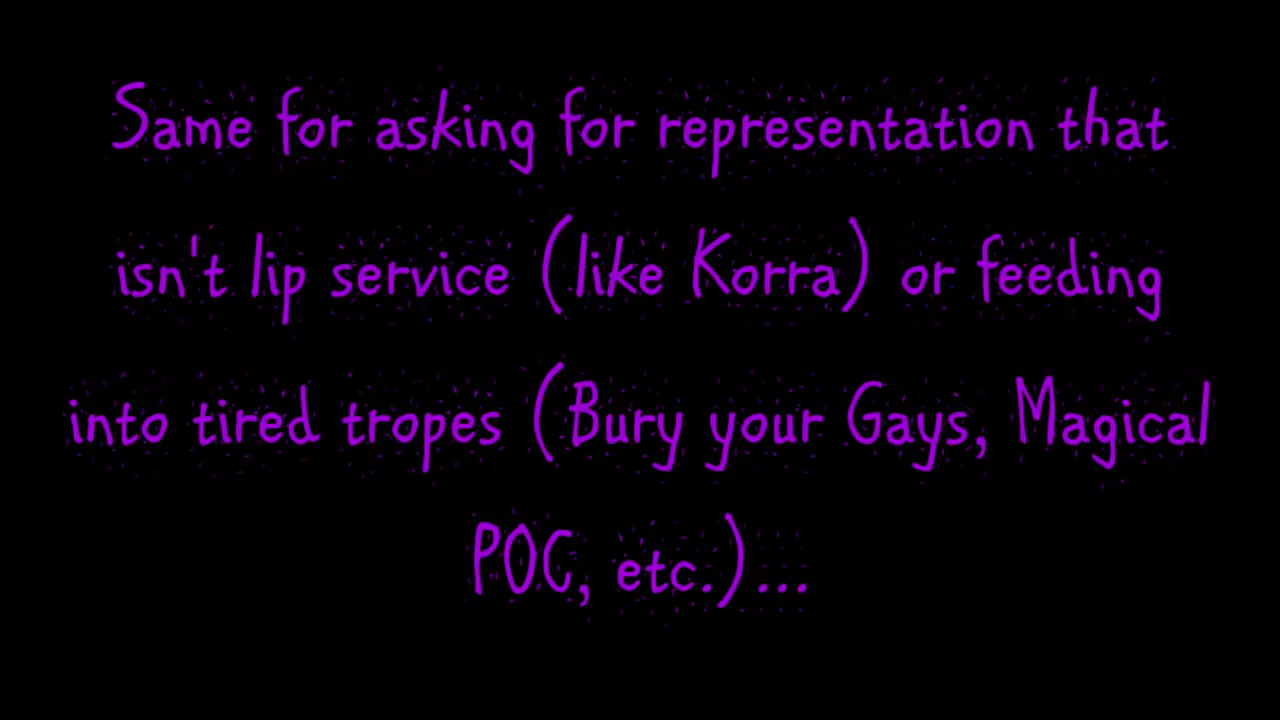 Same for asking for representation that
isn't lip service (like Korra) or feeding
into tired tropes (Bury your Gays, Magical
POC, etc.)...